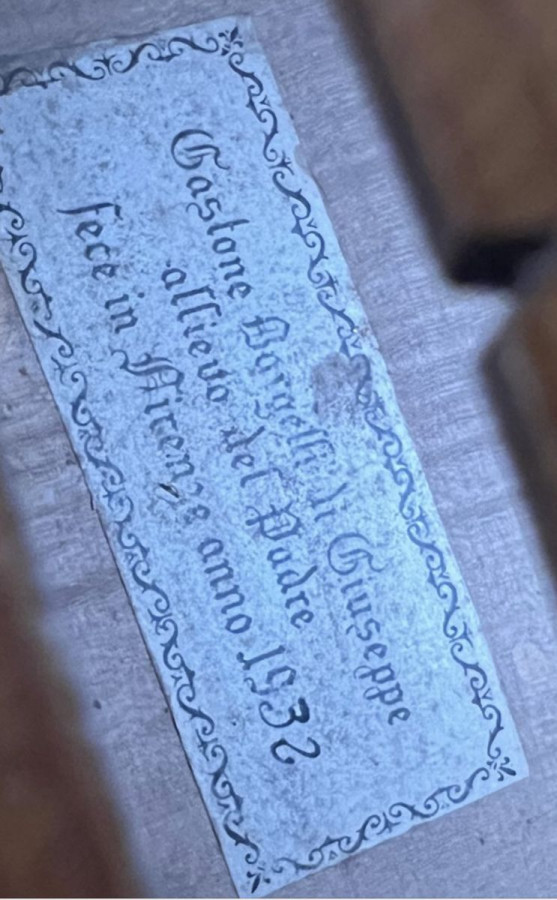 Gastone Bargelli di Giuseppe
allievo del Padre
fece in Firenze anno 1932